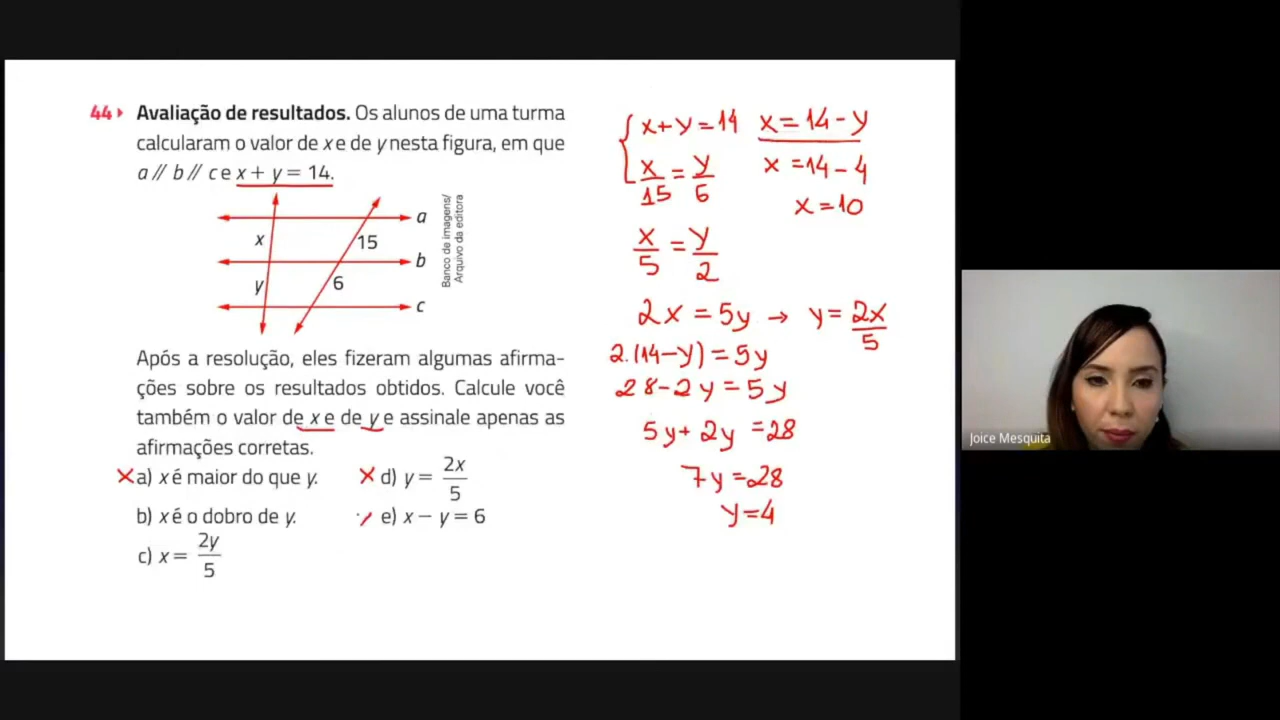 44 Avaliação de resultados. Os alunos de uma turma
calcularam o valor de x e de y nesta figura, em que
a // b // c e x + y = 14.
a
x
15
b
y
6
c
Banco de imagens/
Arquivo da editora
Após a resolução, eles fizeram algumas afirma-
ções sobre os resultados obtidos. Calcule você
também o valor de x e de y e assinale apenas as
afirmações corretas.
X a) x é maior do que y.
b) x é o dobro de y.
c) x = 2y/5
X d) y = 2x/5
e) x − y = 6
{ x+y=14
x/15 = y/6
x/5 = y/2
2x = 5y → y = 2x/5
2.(14-y) = 5y
28-2y = 5y
5y+2y = 28
7y = 28
y = 4
x = 14-y
x = 14-4
x = 10
Joice Mesquita